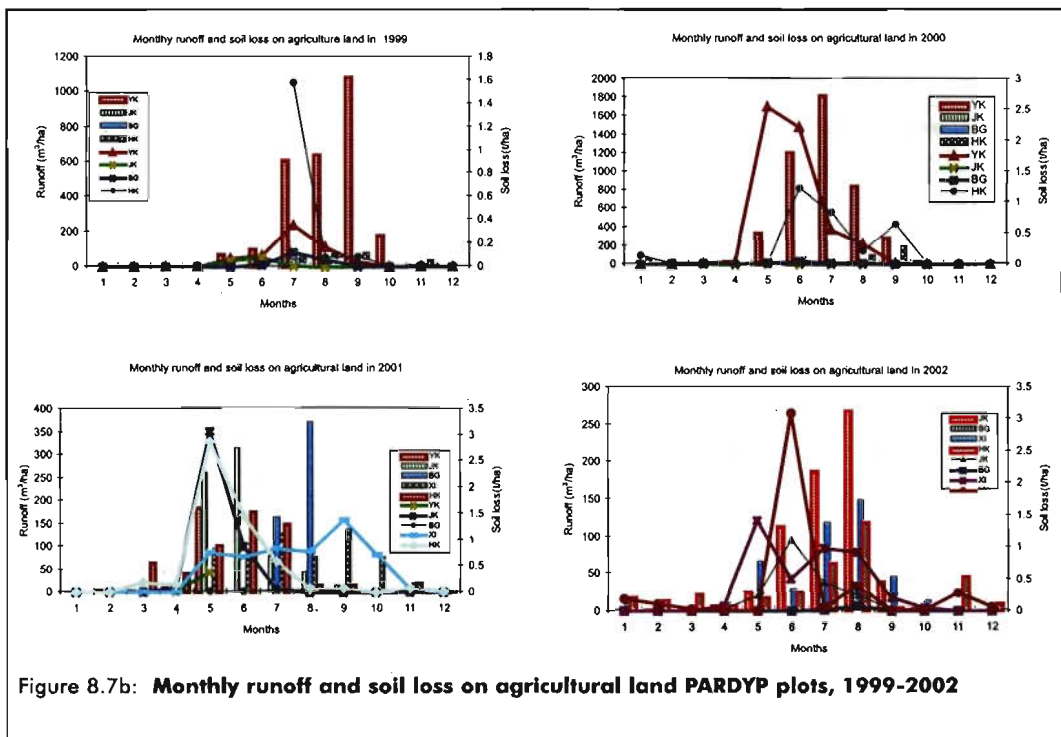 Monthly runoff and soil loss on agriculture land in 1999
1200
1000
800
600
400
200
0
Runoff (m³/ha)
YK
JK
BG
HK
YK
JK
BG
HK
1.8
1.6
1.4
1.2
1
0.8
0.6
0.4
0.2
0
Soil loss (t/ha)
1 2 3 4 5 6 7 8 9 10 11 12
Months
Monthly runoff and soil loss on agricultural land in 2000
2000
1800
1600
1400
1200
1000
800
600
400
200
0
Runoff (m³/ha)
YK
JK
BG
HK
YK
JK
BG
HK
3
2.5
2
1.5
1
0.5
0
Soil loss (t/ha)
1 2 3 4 5 6 7 8 9 10 11 12
Months
Monthly runoff and soil loss on agricultural land in 2001
400
350
300
250
200
150
100
50
0
Runoff (m³/ha)
YK
JK
BG
XI
HK
YK
JK
BG
XI
HK
3.5
3
2.5
2
1.5
1
0.5
0
Soil loss (t/ha)
1 2 3 4 5 6 7 8 9 10 11 12
Months
Monthly runoff and soil loss on agricultural land in 2002
300
250
200
150
100
50
0
Runoff (m³/ha)
JK
BG
XI
HK
JK
BG
XI
3.5
3
2.5
2
1.5
1
0.5
0
Soil loss (t/ha)
1 2 3 4 5 6 7 8 9 10 11 12
Months
Figure 8.7b: Monthly runoff and soil loss on agricultural land PARDYP plots, 1999-2002